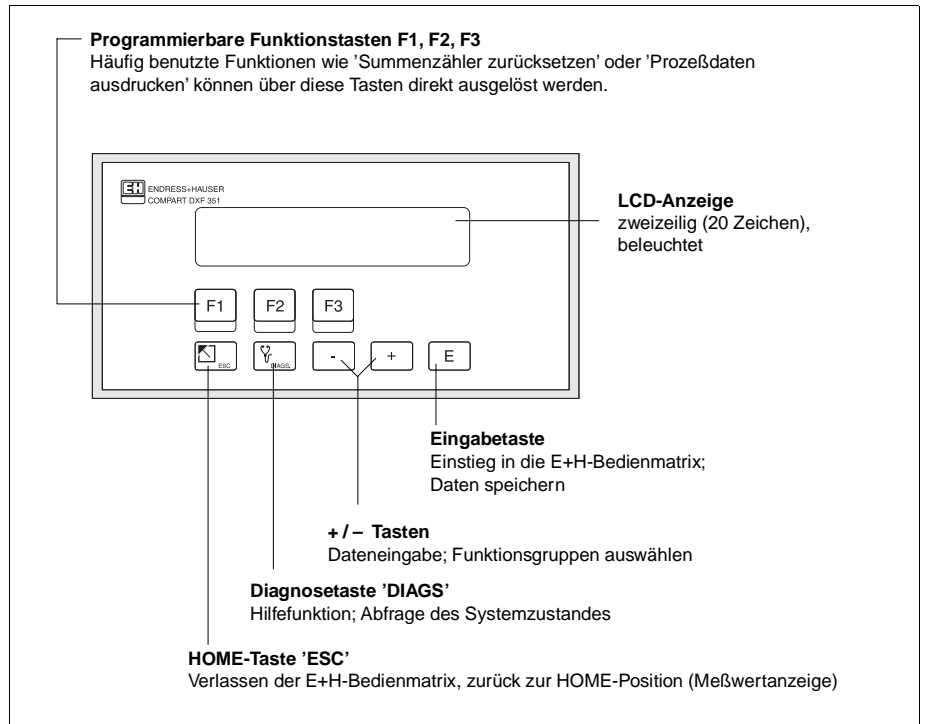 Programmierbare Funktionstasten F1, F2, F3
Häufig benutzte Funktionen wie ’Summenzähler zurücksetzen’ oder ’Prozeßdaten
ausdrucken’ können über diese Tasten direkt ausgelöst werden.
EH ENDRESS+HAUSER
COMPART DXF 351
LCD-Anzeige
zweizeilig (20 Zeichen),
beleuchtet
F1 F2 F3
ESC DIAGS. - + E
Eingabetaste
Einstieg in die E+H-Bedienmatrix;
Daten speichern
+ / – Tasten
Dateneingabe; Funktionsgruppen auswählen
Diagnosetaste ’DIAGS’
Hilfefunktion; Abfrage des Systemzustandes
HOME-Taste ’ESC’
Verlassen der E+H-Bedienmatrix, zurück zur HOME-Position (Meßwertanzeige)